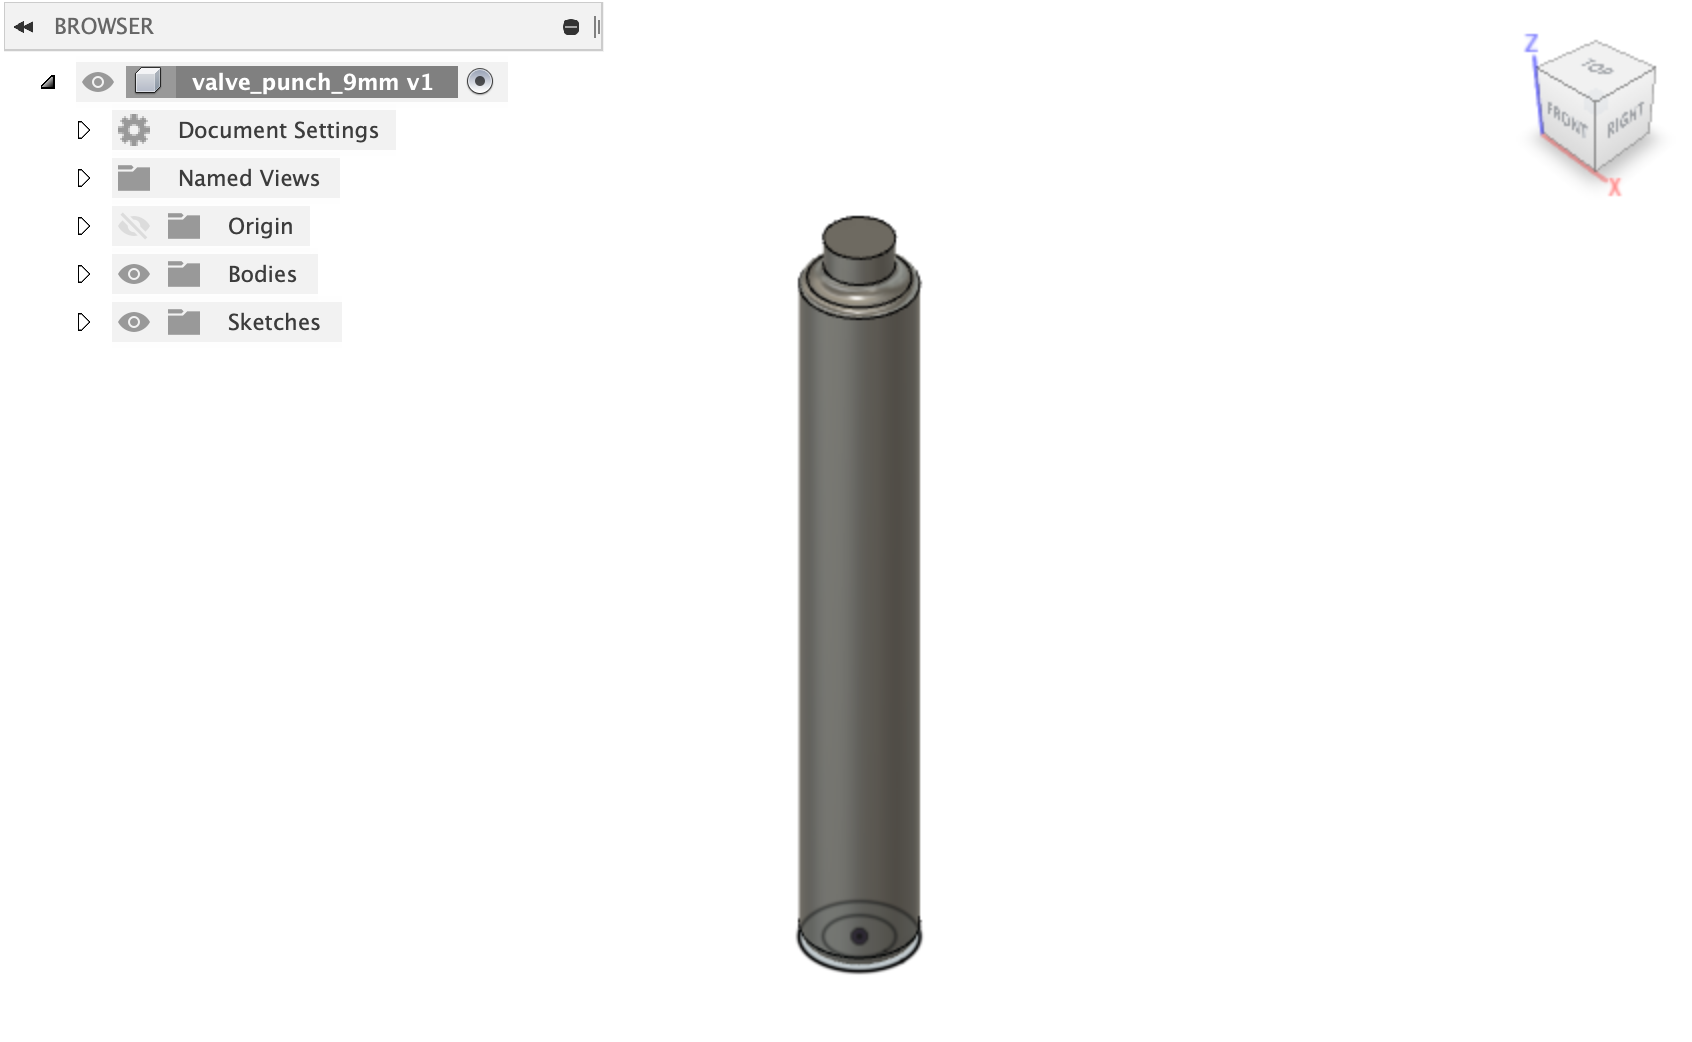 BROWSER
valve_punch_9mm v1
Document Settings
Named Views
Origin
Bodies
Sketches
Z
TOP
FRONT
RIGHT
X